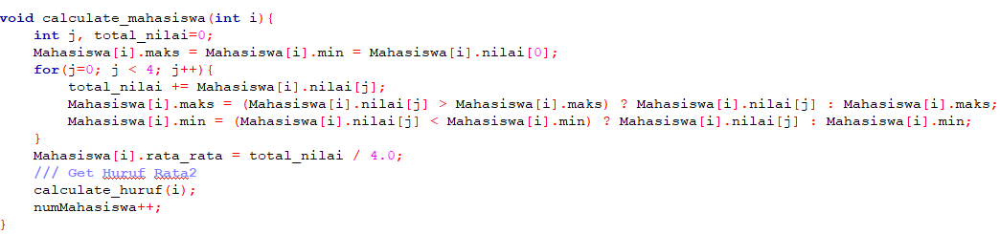 void calculate_mahasiswa(int i){
    int j, total_nilai=0;
    Mahasiswa[i].maks = Mahasiswa[i].min = Mahasiswa[i].nilai[0];
    for(j=0; j < 4; j++){
        total_nilai += Mahasiswa[i].nilai[j];
        Mahasiswa[i].maks = (Mahasiswa[i].nilai[j] > Mahasiswa[i].maks) ? Mahasiswa[i].nilai[j] : Mahasiswa[i].maks;
        Mahasiswa[i].min = (Mahasiswa[i].nilai[j] < Mahasiswa[i].min) ? Mahasiswa[i].nilai[j] : Mahasiswa[i].min;
    }
    Mahasiswa[i].rata_rata = total_nilai / 4.0;
    /// Get Huruf Rata2
    calculate_huruf(i);
    numMahasiswa++;
}